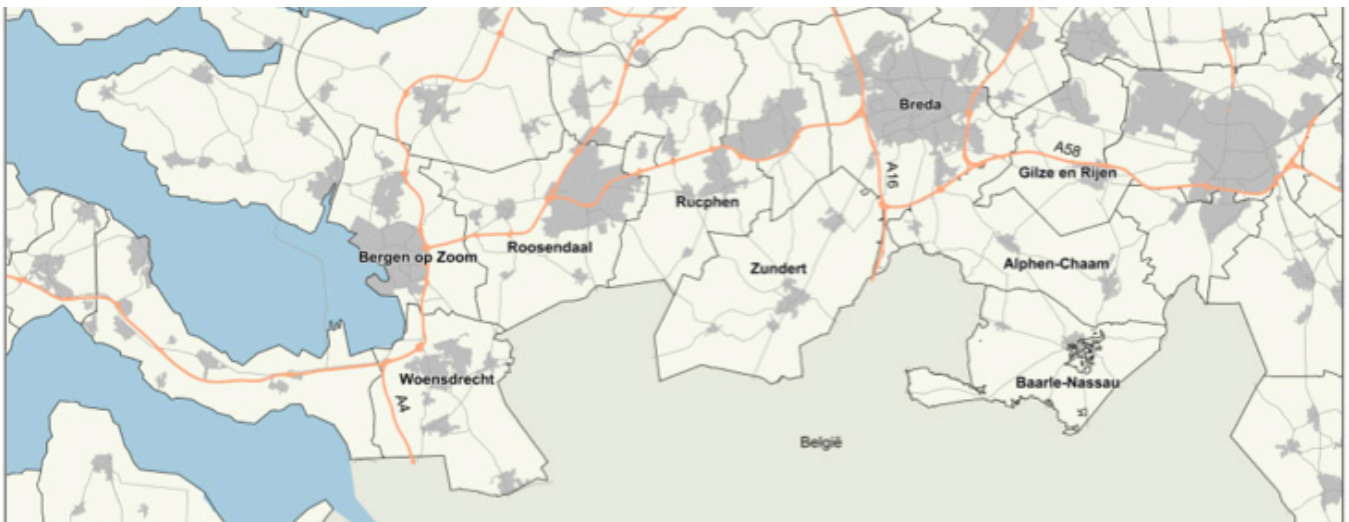 Breda
A58
Gilze en Rijen
A16
Rucphen
Roosendaal
Bergen op Zoom
Zundert
Alphen-Chaam
Woensdrecht
Baarle-Nassau
A4
België